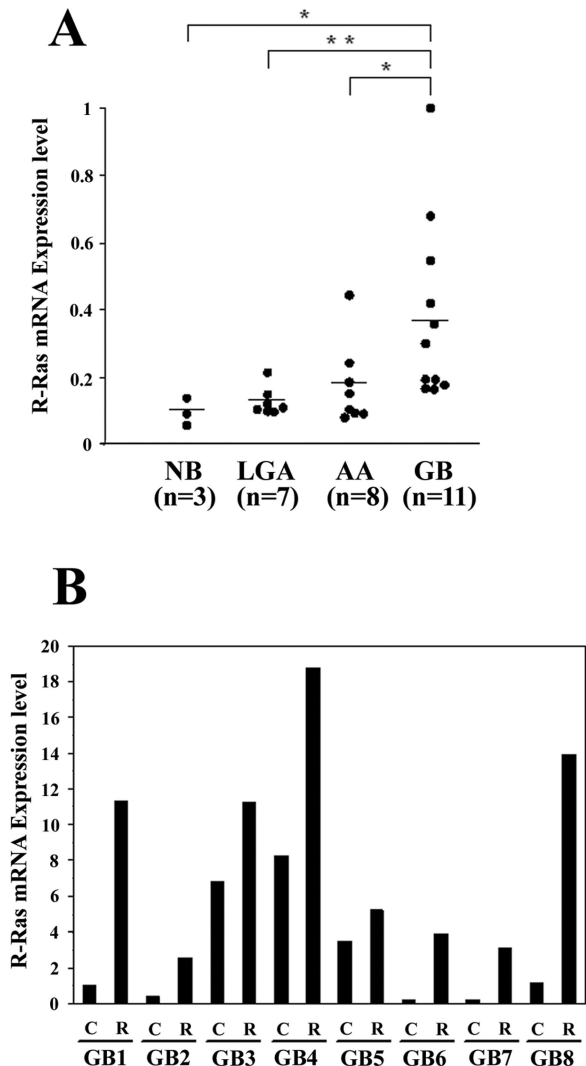 A
*
* *
*
R-Ras mRNA Expression level
1
0.8
0.6
0.4
0.2
0
NB LGA AA GB
(n=3) (n=7) (n=8) (n=11)
B
R-Ras mRNA Expression level
20
18
16
14
12
10
8
6
4
2
0
C R C R C R C R C R C R C R C R
GB1 GB2 GB3 GB4 GB5 GB6 GB7 GB8